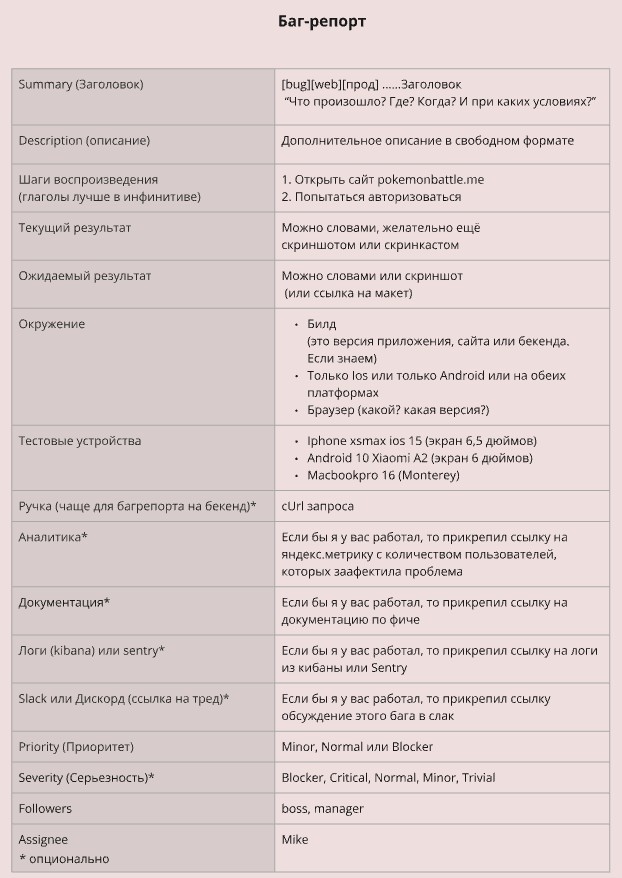 Баг-репорт
Summary (Заголовок)
[bug][web][прод] ......Заголовок
“Что произошло? Где? Когда? И при каких условиях?”
Description (описание)
Дополнительное описание в свободном формате
Шаги воспроизведения
(глаголы лучше в инфинитиве)
1. Открыть сайт pokemonbattle.me
2. Попытаться авторизоваться
Текущий результат
Можно словами, желательно ещё
скриншотом или скринкастом
Ожидаемый результат
Можно словами или скриншот
(или ссылка на макет)
Окружение
• Билд
(это версия приложения, сайта или бекенда.
Если знаем)
• Только Ios или только Android или на обеих
платформах
• Браузер (какой? какая версия?)
Тестовые устройства
• Iphone xsmax ios 15 (экран 6,5 дюймов)
• Android 10 Xiaomi A2 (экран 6 дюймов)
• Macbookpro 16 (Monterey)
Ручка (чаще для багрепорта на бекенд)*
cUrl запроса
Аналитика*
Если бы я у вас работал, то прикрепил ссылку на
яндекс.метрику с количеством пользователей,
которых заафектила проблема
Документация*
Если бы я у вас работал, то прикрепил ссылку на
документацию по фиче
Логи (kibana) или sentry*
Если бы я у вас работал, то прикрепил ссылку на логи
из кибаны или Sentry
Slack или Дискорд (ссылка на тред)*
Если бы я у вас работал, то прикрепил ссылку
обсуждение этого бага в слак
Priority (Приоритет)
Minor, Normal или Blocker
Severity (Серьезность)*
Blocker, Critical, Normal, Minor, Trivial
Followers
boss, manager
Assignee
Mike
* опционально